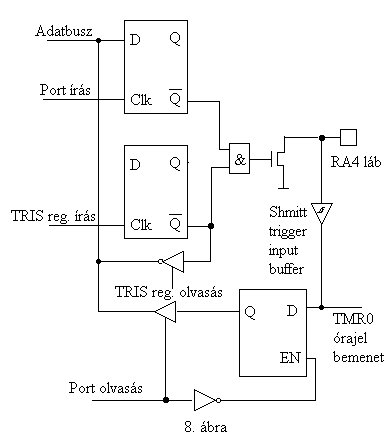 Adatbusz
D
Q
Port írás
Clk
Q
D
Q
&
RA4 láb
TRIS reg. írás
Clk
Q
Shmitt
trigger
input
buffer
TRIS reg. olvasás
Q
D
TMR0
órajel
bemenet
EN
Port olvasás
8. ábra